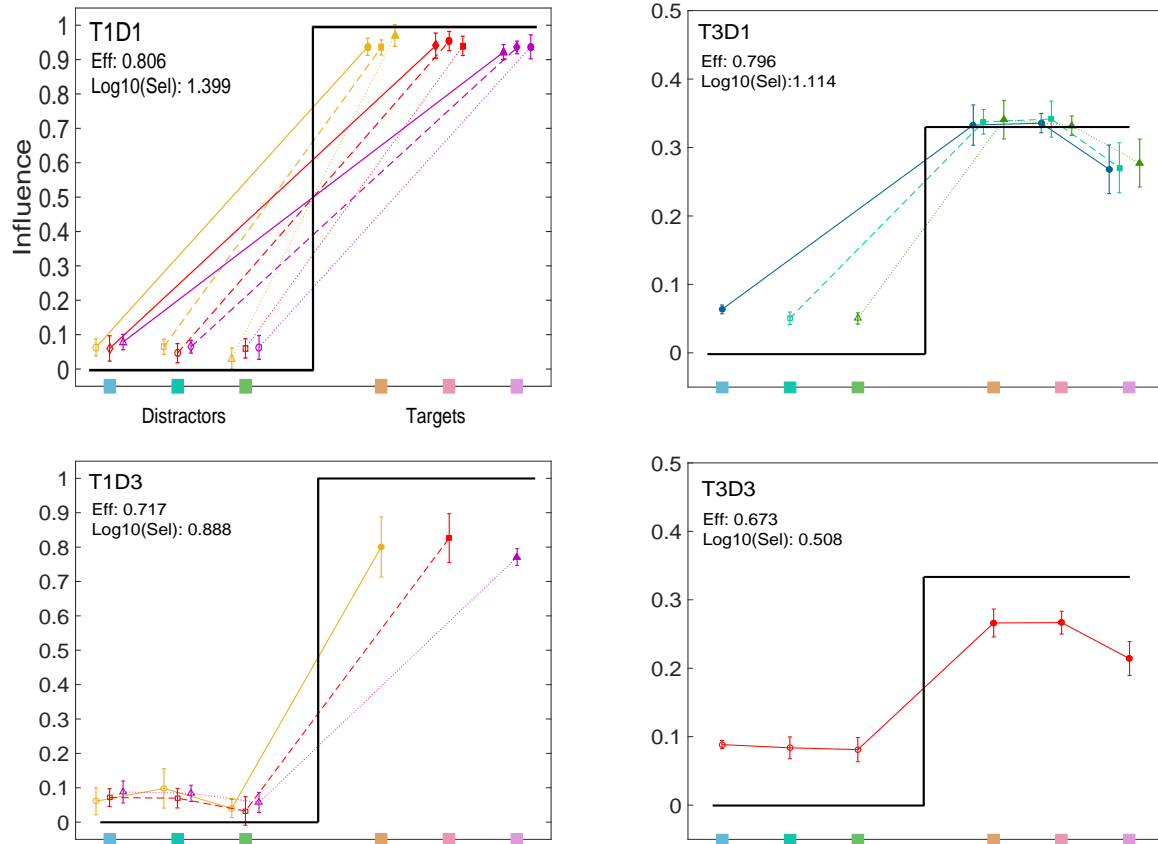 T1D1
Eff: 0.806
Log10(Sel): 1.399
1
0.9
0.8
0.7
0.6
0.5
0.4
0.3
0.2
0.1
0
Influence
Distractors
Targets
T3D1
Eff: 0.796
Log10(Sel):1.114
0.5
0.4
0.3
0.2
0.1
0
T1D3
Eff: 0.717
Log10(Sel): 0.888
1
0.9
0.8
0.7
0.6
0.5
0.4
0.3
0.2
0.1
0
T3D3
Eff: 0.673
Log10(Sel): 0.508
0.5
0.4
0.3
0.2
0.1
0